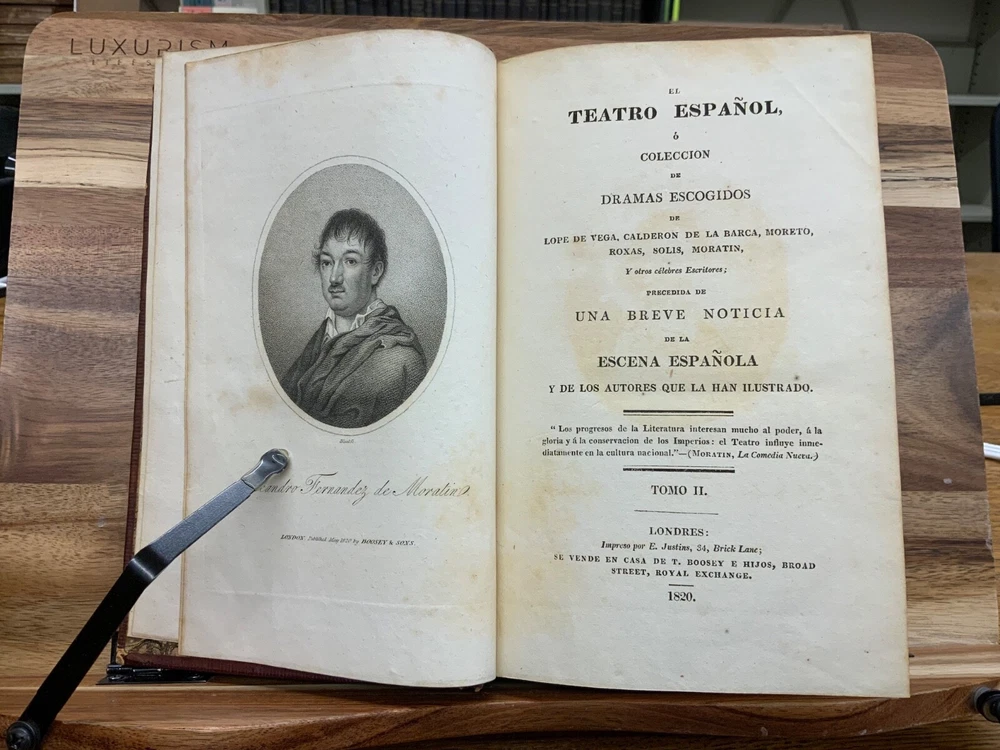 LUXURISM
andro Fernandez de Moratin
LONDON. Published May 1820 by BOOSEY & SONS.
EL
TEATRO ESPAÑOL,
ó
COLECCION
DE
DRAMAS ESCOGIDOS
DE
LOPE DE VEGA, CALDERON DE LA BARCA, MORETO,
ROXAS, SOLIS, MORATIN,
Y otros célebres Escritores;
PRECEDIDA DE
UNA BREVE NOTICIA
DE LA
ESCENA ESPAÑOLA
Y DE LOS AUTORES QUE LA HAN ILUSTRADO.
“Los progresos de la Literatura interesan mucho al poder, á la
gloria y á la conservacion de los Imperios: el Teatro influye inme-
diatamente en la cultura nacional.”—(MORATIN, La Comedia Nueva.)
TOMO II.
LONDRES:
Impreso por E. Justins, 34, Brick Lane;
SE VENDE EN CASA DE T. BOOSEY E HIJOS, BROAD
STREET, ROYAL EXCHANGE.
1820.